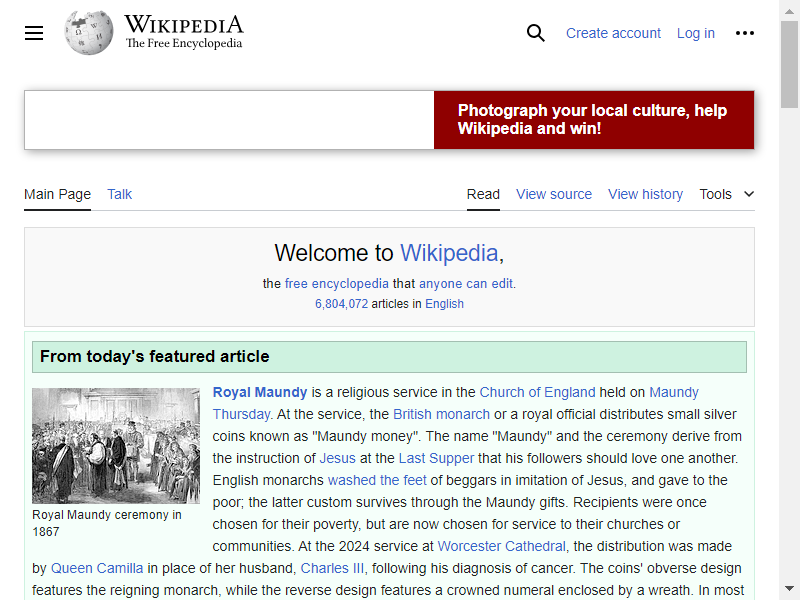 WIKIPEDIA
The Free Encyclopedia
Create account
Log in
Photograph your local culture, help
Wikipedia and win!
Main Page
Talk
Read
View source
View history
Tools
Welcome to Wikipedia,
the free encyclopedia that anyone can edit.
6,804,072 articles in English
From today's featured article
Royal Maundy ceremony in
1867
Royal Maundy is a religious service in the Church of England held on Maundy
Thursday. At the service, the British monarch or a royal official distributes small silver
coins known as "Maundy money". The name "Maundy" and the ceremony derive from
the instruction of Jesus at the Last Supper that his followers should love one another.
English monarchs washed the feet of beggars in imitation of Jesus, and gave to the
poor; the latter custom survives through the Maundy gifts. Recipients were once
chosen for their poverty, but are now chosen for service to their churches or
communities. At the 2024 service at Worcester Cathedral, the distribution was made
by Queen Camilla in place of her husband, Charles III, following his diagnosis of cancer. The coins' obverse design
features the reigning monarch, while the reverse design features a crowned numeral enclosed by a wreath. In most